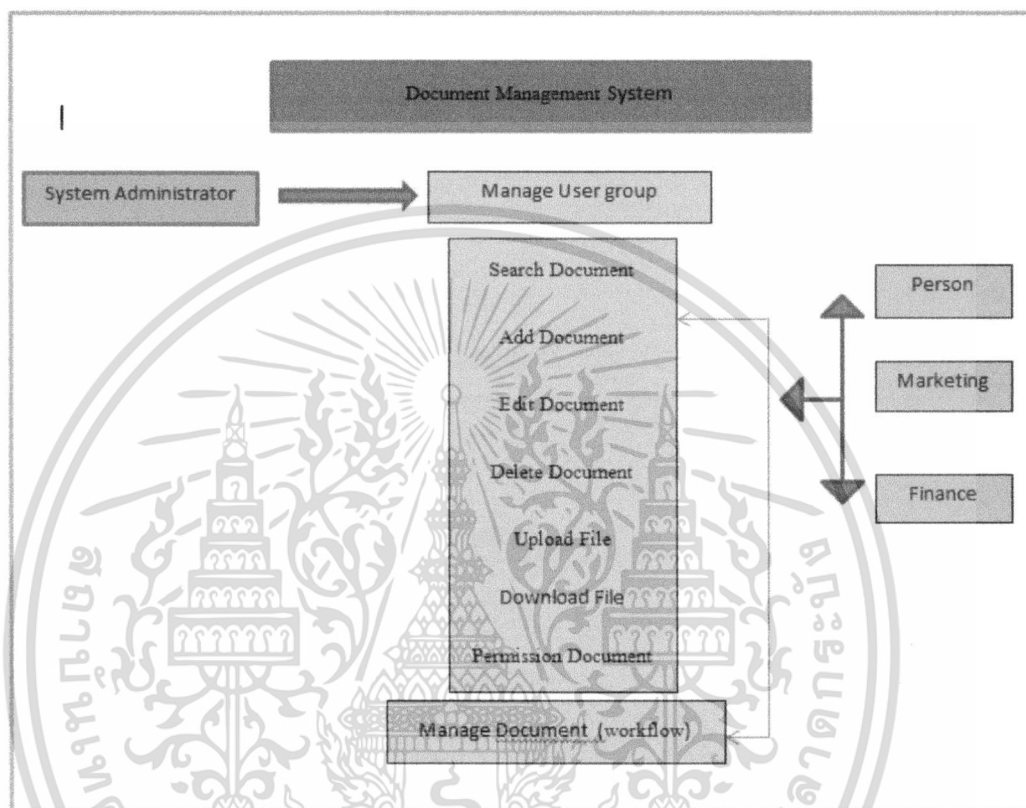 Document Management System
System Administrator
Manage User group
Search Document
Add Document
Edit Document
Delete Document
Upload File
Download File
Permission Document
Manage Document (workflow)
Person
Marketing
Finance